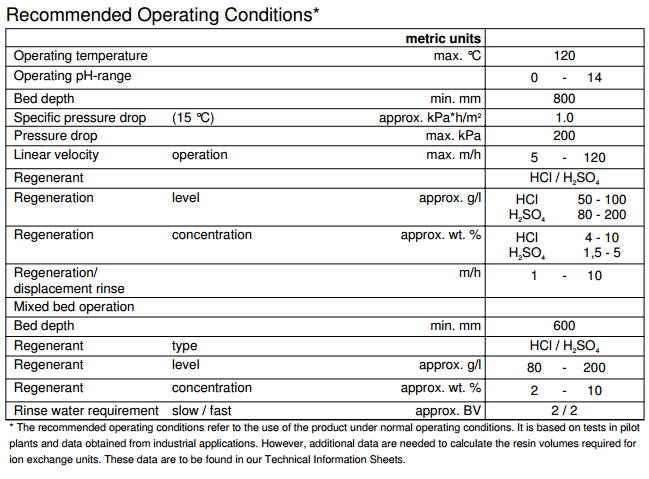 Recommended Operating Conditions*
metric units
Operating temperature max. °C 120
Operating pH-range 0 - 14
Bed depth min. mm 800
Specific pressure drop (15 °C) approx. kPa*h/m² 1.0
Pressure drop max. kPa 200
Linear velocity operation max. m/h 5 - 120
Regenerant HCl / H₂SO₄
Regeneration level approx. g/l HCl 50 - 100
H₂SO₄ 80 - 200
Regeneration concentration approx. wt. % HCl 4 - 10
H₂SO₄ 1,5 - 5
Regeneration/ m/h 1 - 10
displacement rinse
Mixed bed operation
Bed depth min. mm 600
Regenerant type HCl / H₂SO₄
Regenerant level approx. g/l 80 - 200
Regenerant concentration approx. wt. % 2 - 10
Rinse water requirement slow / fast approx. BV 2 / 2
* The recommended operating conditions refer to the use of the product under normal operating conditions. It is based on tests in pilot
plants and data obtained from industrial applications. However, additional data are needed to calculate the resin volumes required for
ion exchange units. These data are to be found in our Technical Information Sheets.